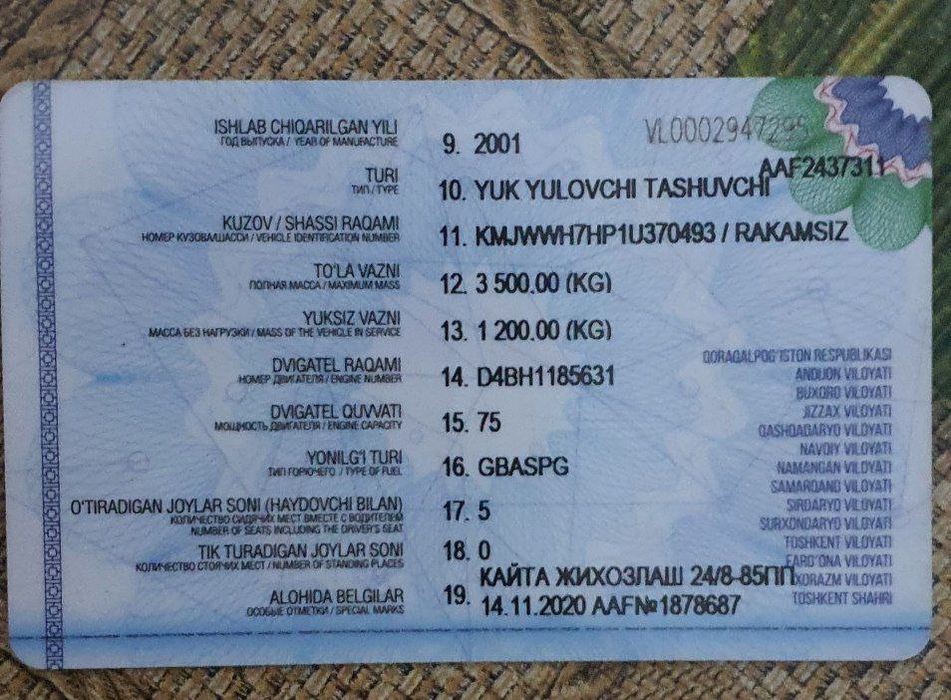 VL0002947295
AAF2437311
ISHLAB CHIQARILGAN YILI
ГОД ВЫПУСКА / YEAR OF MANUFACTURE
9. 2001
TURI
ТИП / TYPE
10. YUK YULOVCHI TASHUVCHI
KUZOV / SHASSI RAQAMI
НОМЕР КУЗОВА/ШАССИ / VEHICLE IDENTIFICATION NUMBER
11. KMJWWH7HP1U370493 / RAKAMSIZ
TO'LA VAZNI
ПОЛНАЯ МАССА / MAXIMUM MASS
12. 3 500.00 (KG)
YUKSIZ VAZNI
МАССА БЕЗ НАГРУЗКИ / MASS OF THE VEHICLE IN SERVICE
13. 1 200.00 (KG)
DVIGATEL RAQAMI
НОМЕР ДВИГАТЕЛЯ / ENGINE NUMBER
14. D4BH1185631
DVIGATEL QUVVATI
МОЩНОСТЬ ДВИГАТЕЛЯ / ENGINE CAPACITY
15. 75
YONILG'I TURI
ТИП ГОРЮЧЕГО / TYPE OF FUEL
16. GBASPG
O'TIRADIGAN JOYLAR SONI (HAYDOVCHI BILAN)
КОЛИЧЕСТВО СИДЯЧИХ МЕСТ ВМЕСТЕ С ВОДИТЕЛЕМ
NUMBER OF SEATS INCLUDING THE DRIVER'S SEAT
17. 5
TIK TURADIGAN JOYLAR SONI
КОЛИЧЕСТВО СТОЯЧИХ МЕСТ / NUMBER OF STANDING PLACES
18. 0
ALOHIDA BELGILAR
ОСОБЫЕ ОТМЕТКИ / SPECIAL MARKS
19. КАЙТА ЖИХОЗЛАШ 24/8-85ПП
14.11.2020 AAF№1878687
QORAQALPOG'ISTON RESPUBLIKASI
ANDIJON VILOYATI
BUXORO VILOYATI
JIZZAX VILOYATI
QASHQADARYO VILOYATI
NAVOIY VILOYATI
NAMANGAN VILOYATI
SAMARQAND VILOYATI
SIRDARYO VILOYATI
SURXONDARYO VILOYATI
TOSHKENT VILOYATI
FARG'ONA VILOYATI
XORAZM VILOYATI
TOSHKENT SHAHRI